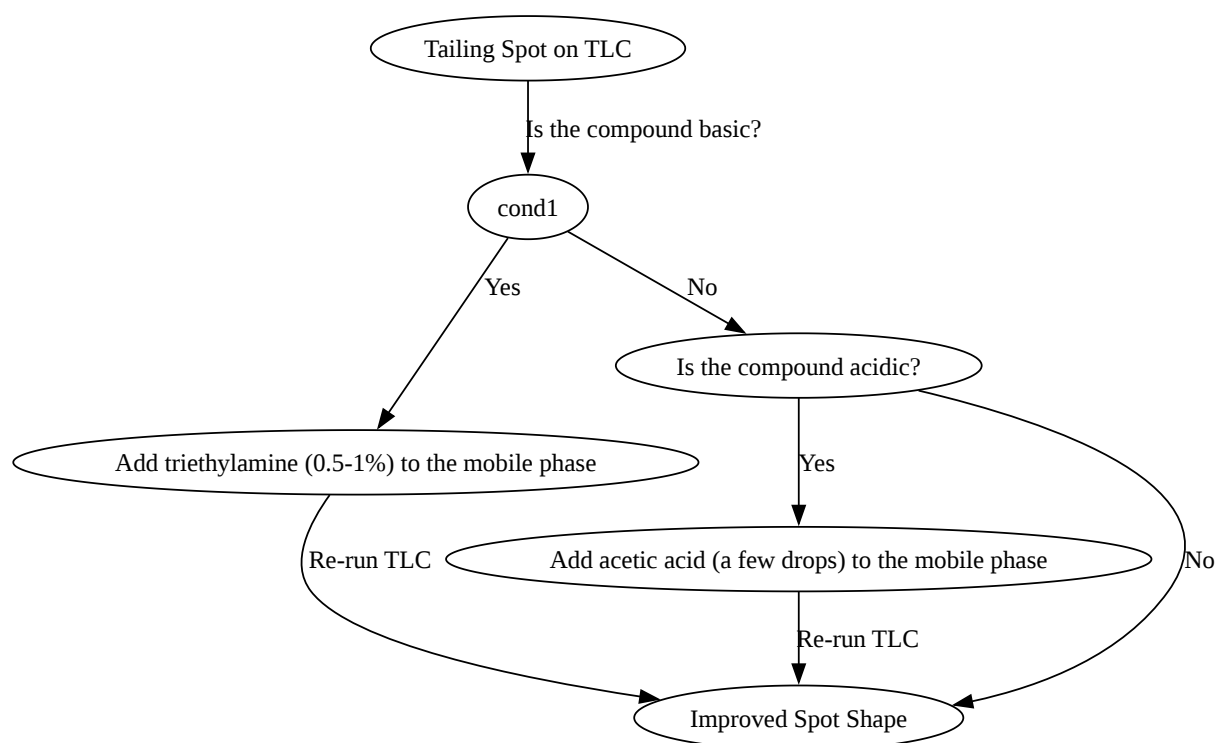 Tailing Spot on TLC
Is the compound basic?
cond1
Yes
No
Is the compound acidic?
Add triethylamine (0.5-1%) to the mobile phase
Yes
Re-run TLC
Add acetic acid (a few drops) to the mobile phase
No
Re-run TLC
Improved Spot Shape